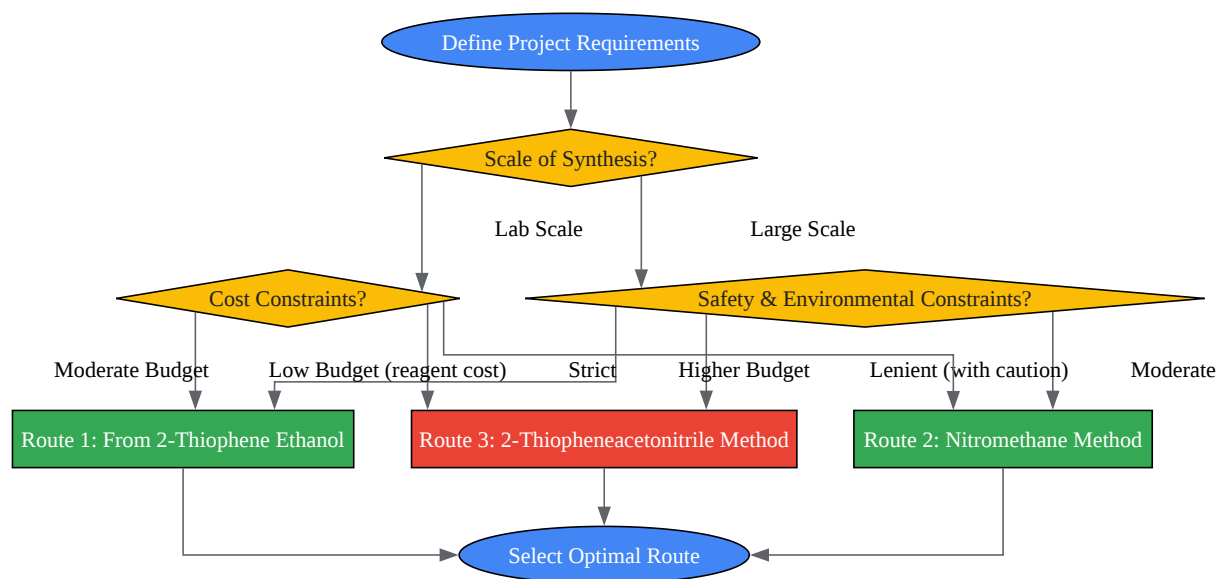 Define Project Requirements
Scale of Synthesis?
Lab Scale
Large Scale
Cost Constraints?
Safety & Environmental Constraints?
Moderate Budget
Low Budget (reagent cost)
Strict
Higher Budget
Lenient (with caution)
Moderate
Route 1: From 2-Thiophene Ethanol
Route 3: 2-Thiopheneacetonitrile Method
Route 2: Nitromethane Method
Select Optimal Route